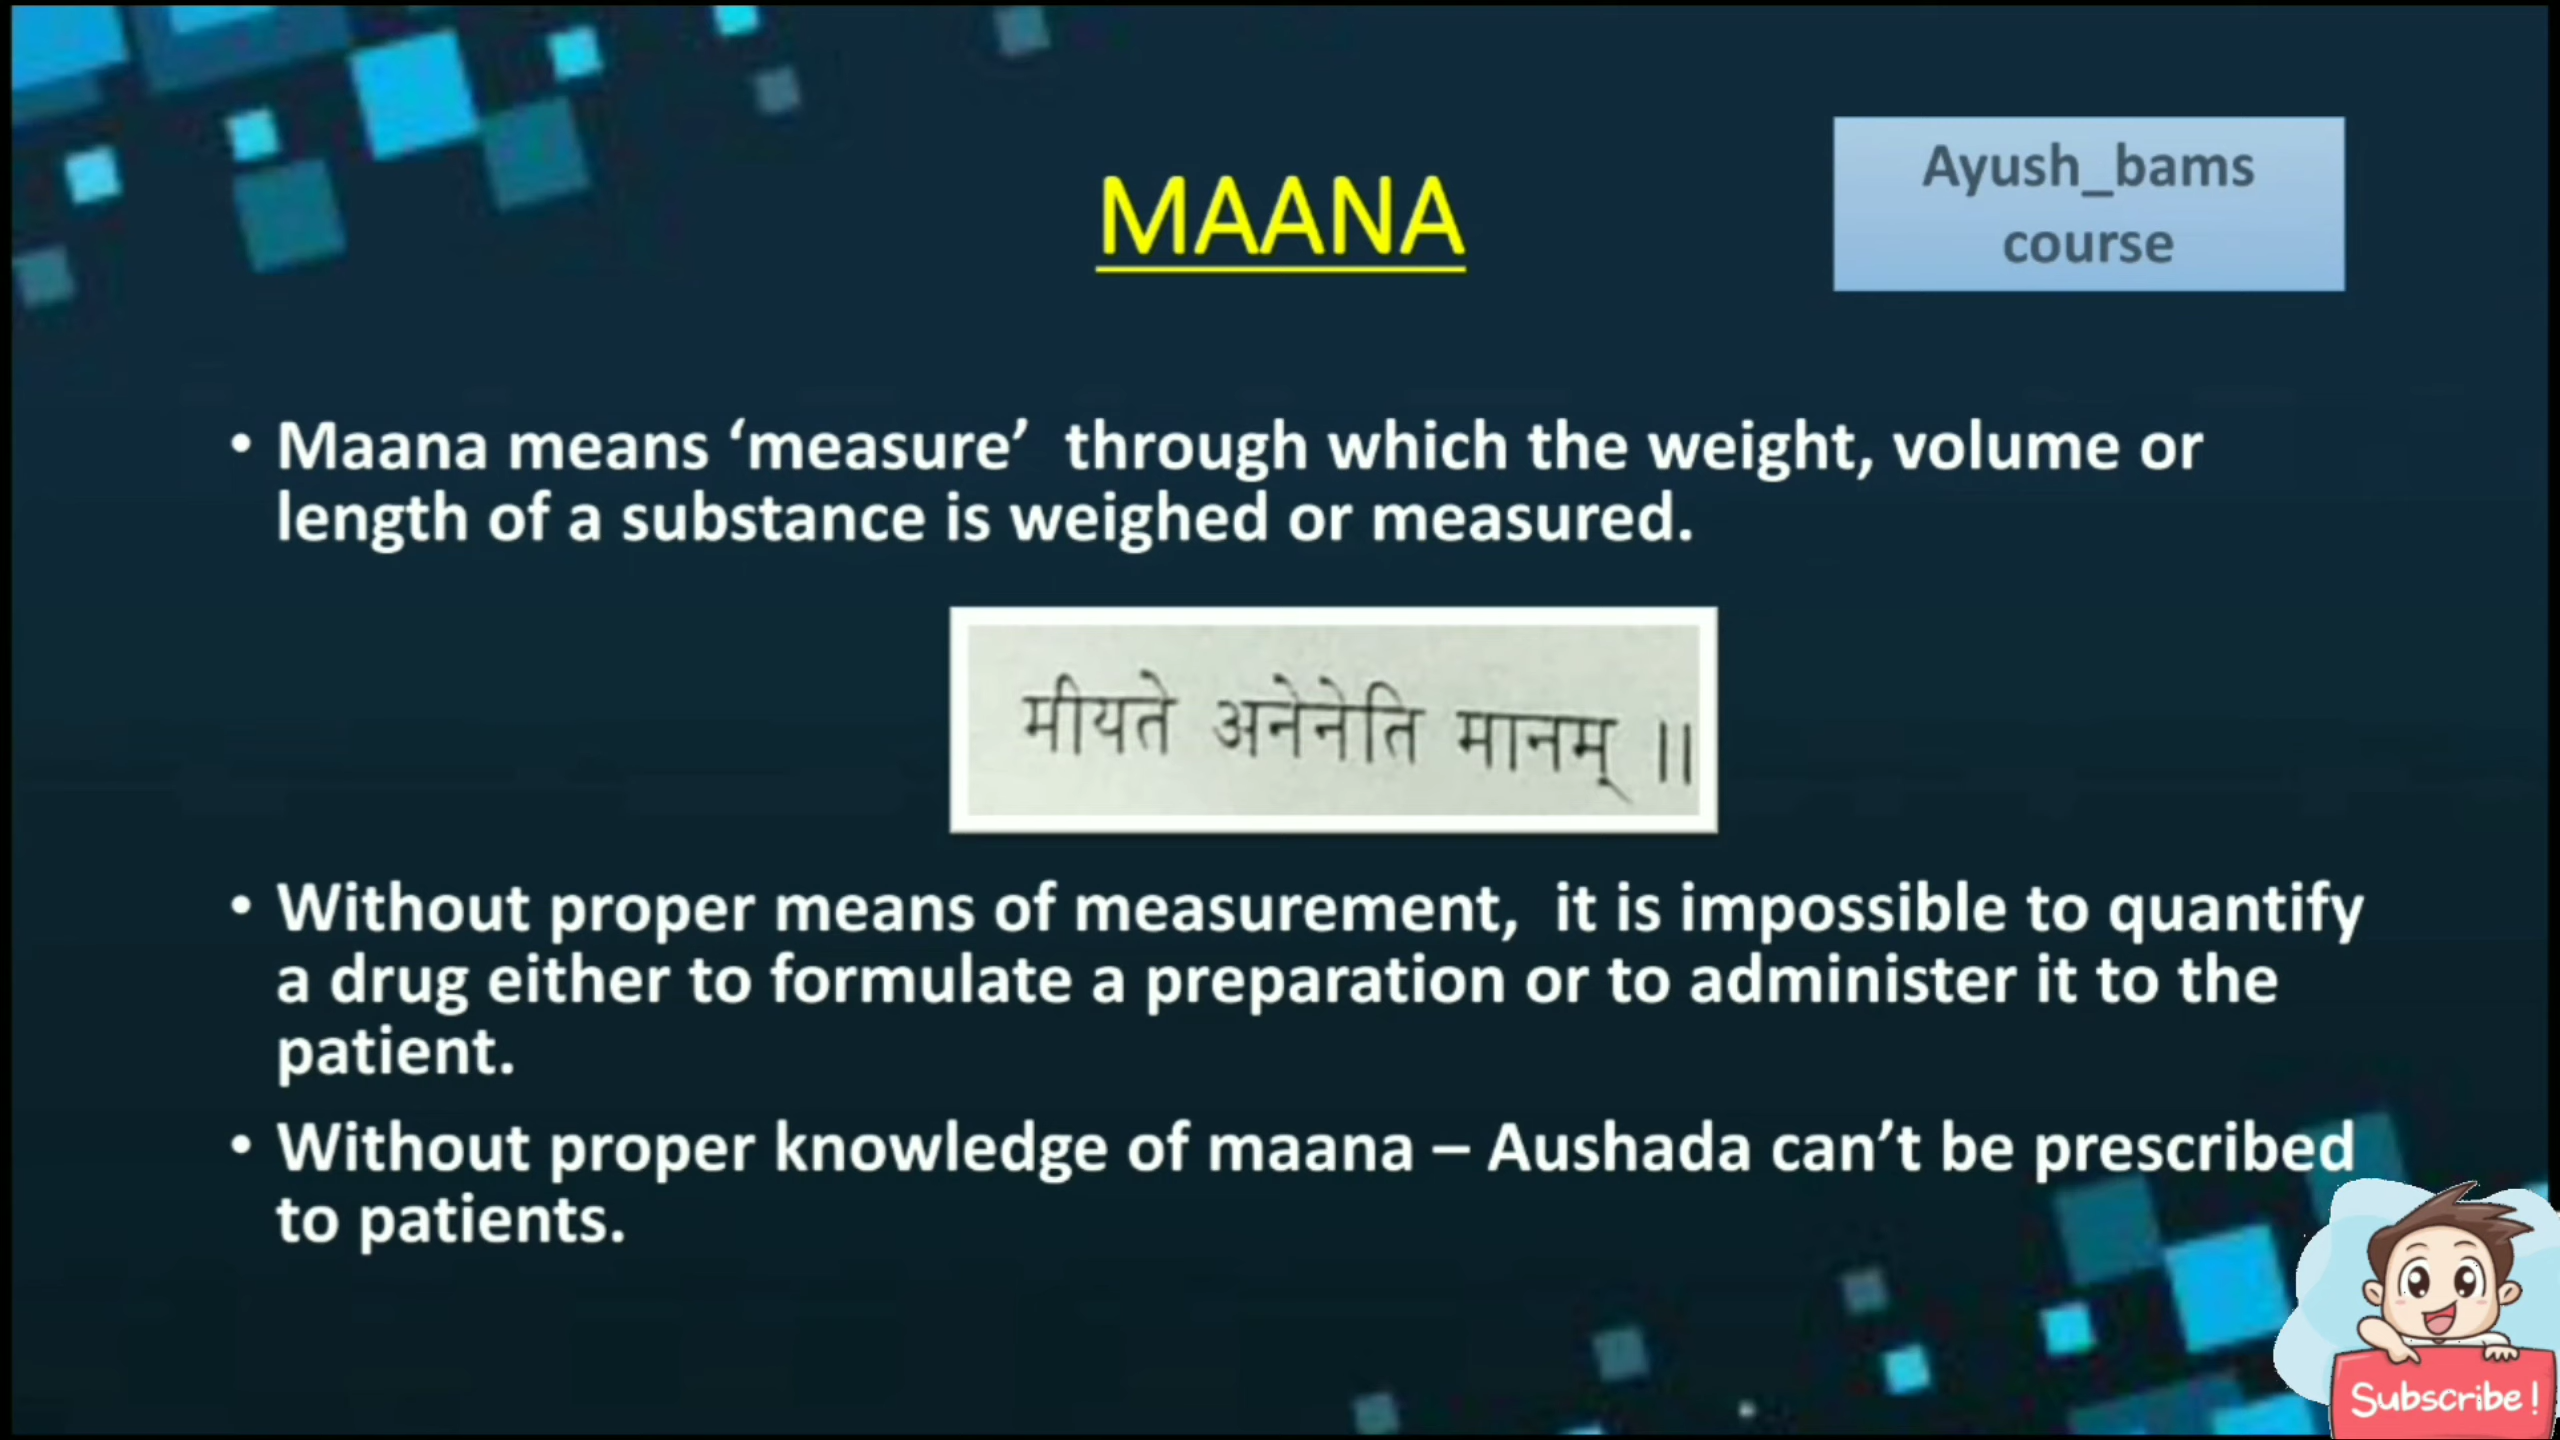 MAANA
Ayush_bams
course
• Maana means ‘measure’ through which the weight, volume or
length of a substance is weighed or measured.
मीयते अनेनेति मानम् ||
• Without proper means of measurement, it is impossible to quantify
a drug either to formulate a preparation or to administer it to the
patient.
• Without proper knowledge of maana – Aushada can’t be prescribed
to patients.
Subscribe!